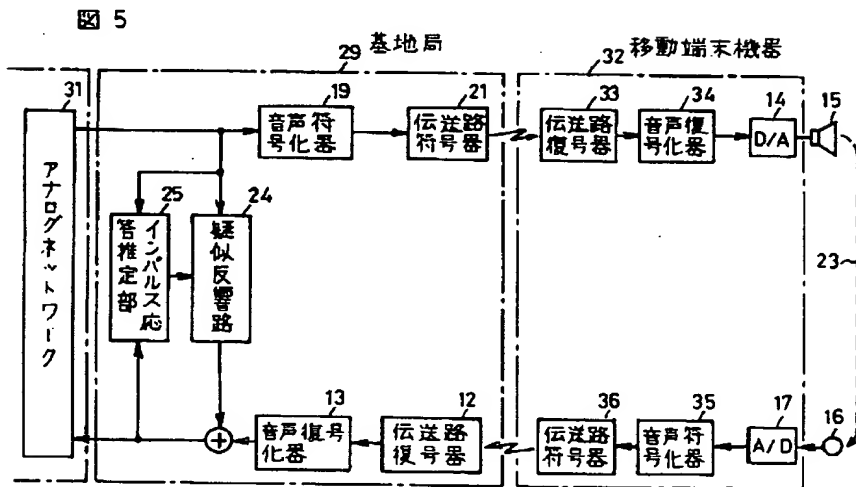 図 5
基地局
移動端末機器
29
32
31
19
21
33
34
14
15
音声符
号化器
伝送路
符号器
伝送路
復号器
音声復
号化器
D/A
アナログネットワーク
25
24
インパルス応
答推定部
疑似反響路
23
13
12
36
35
17
16
音声復号
化器
伝送路
復号器
伝送路
符号器
音声符
号化器
A/D
+